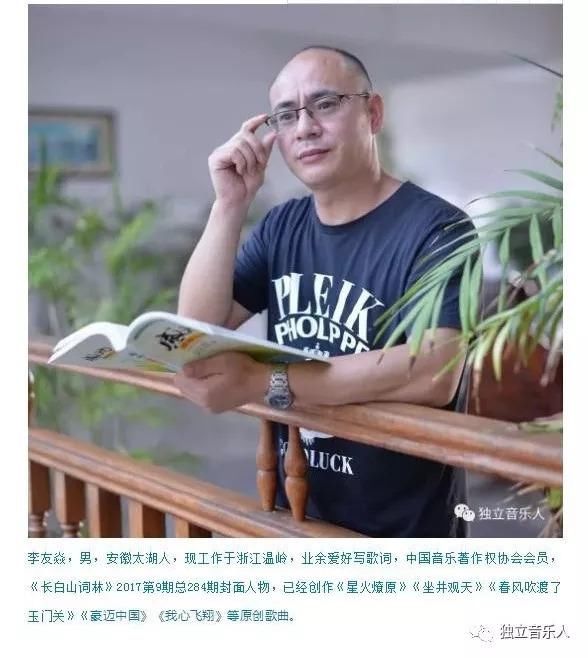 PLEIK
PHOLPPE
LUCK
独立音乐人
李友焱，男，安徽太湖人，现工作于浙江温岭，业余爱好写歌词，中国音乐著作权协会会员，
《长白山词林》2017第9期总284期封面人物，已经创作《星火燎原》《坐井观天》《春风吹渡了
玉门关》《豪迈中国》《我心飞翔》等原创歌曲。
独立音乐人